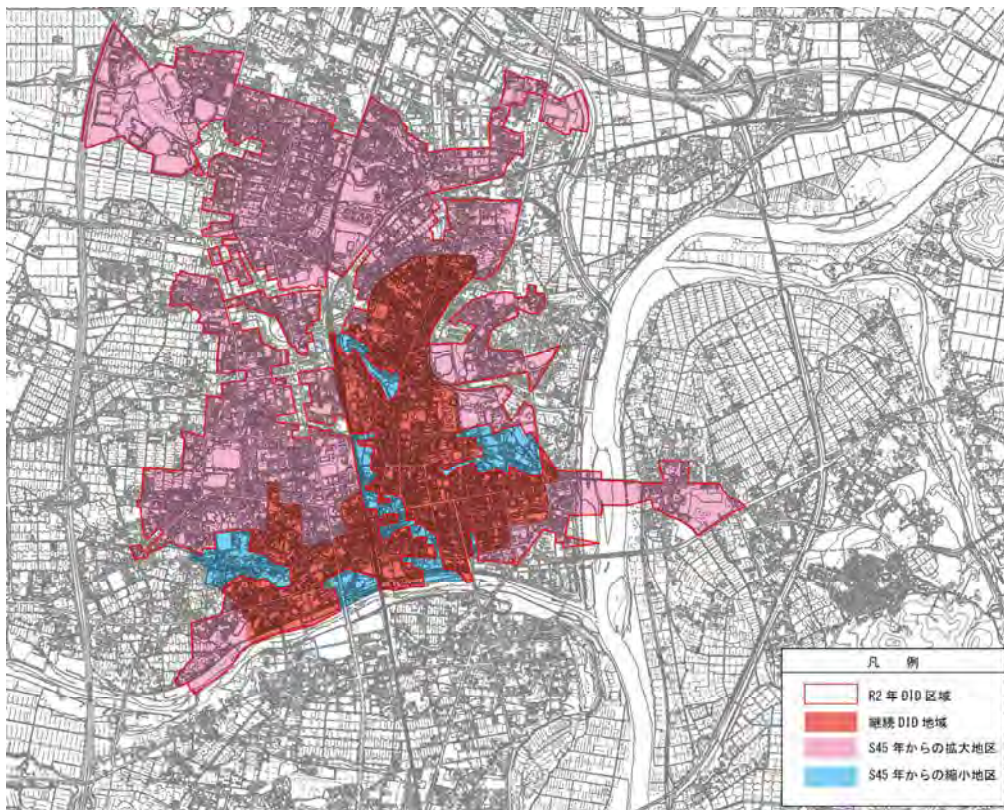 凡 例
R2 年 DID 区域
継続 DID 地域
S45 年からの拡大地区
S45 年からの縮小地区